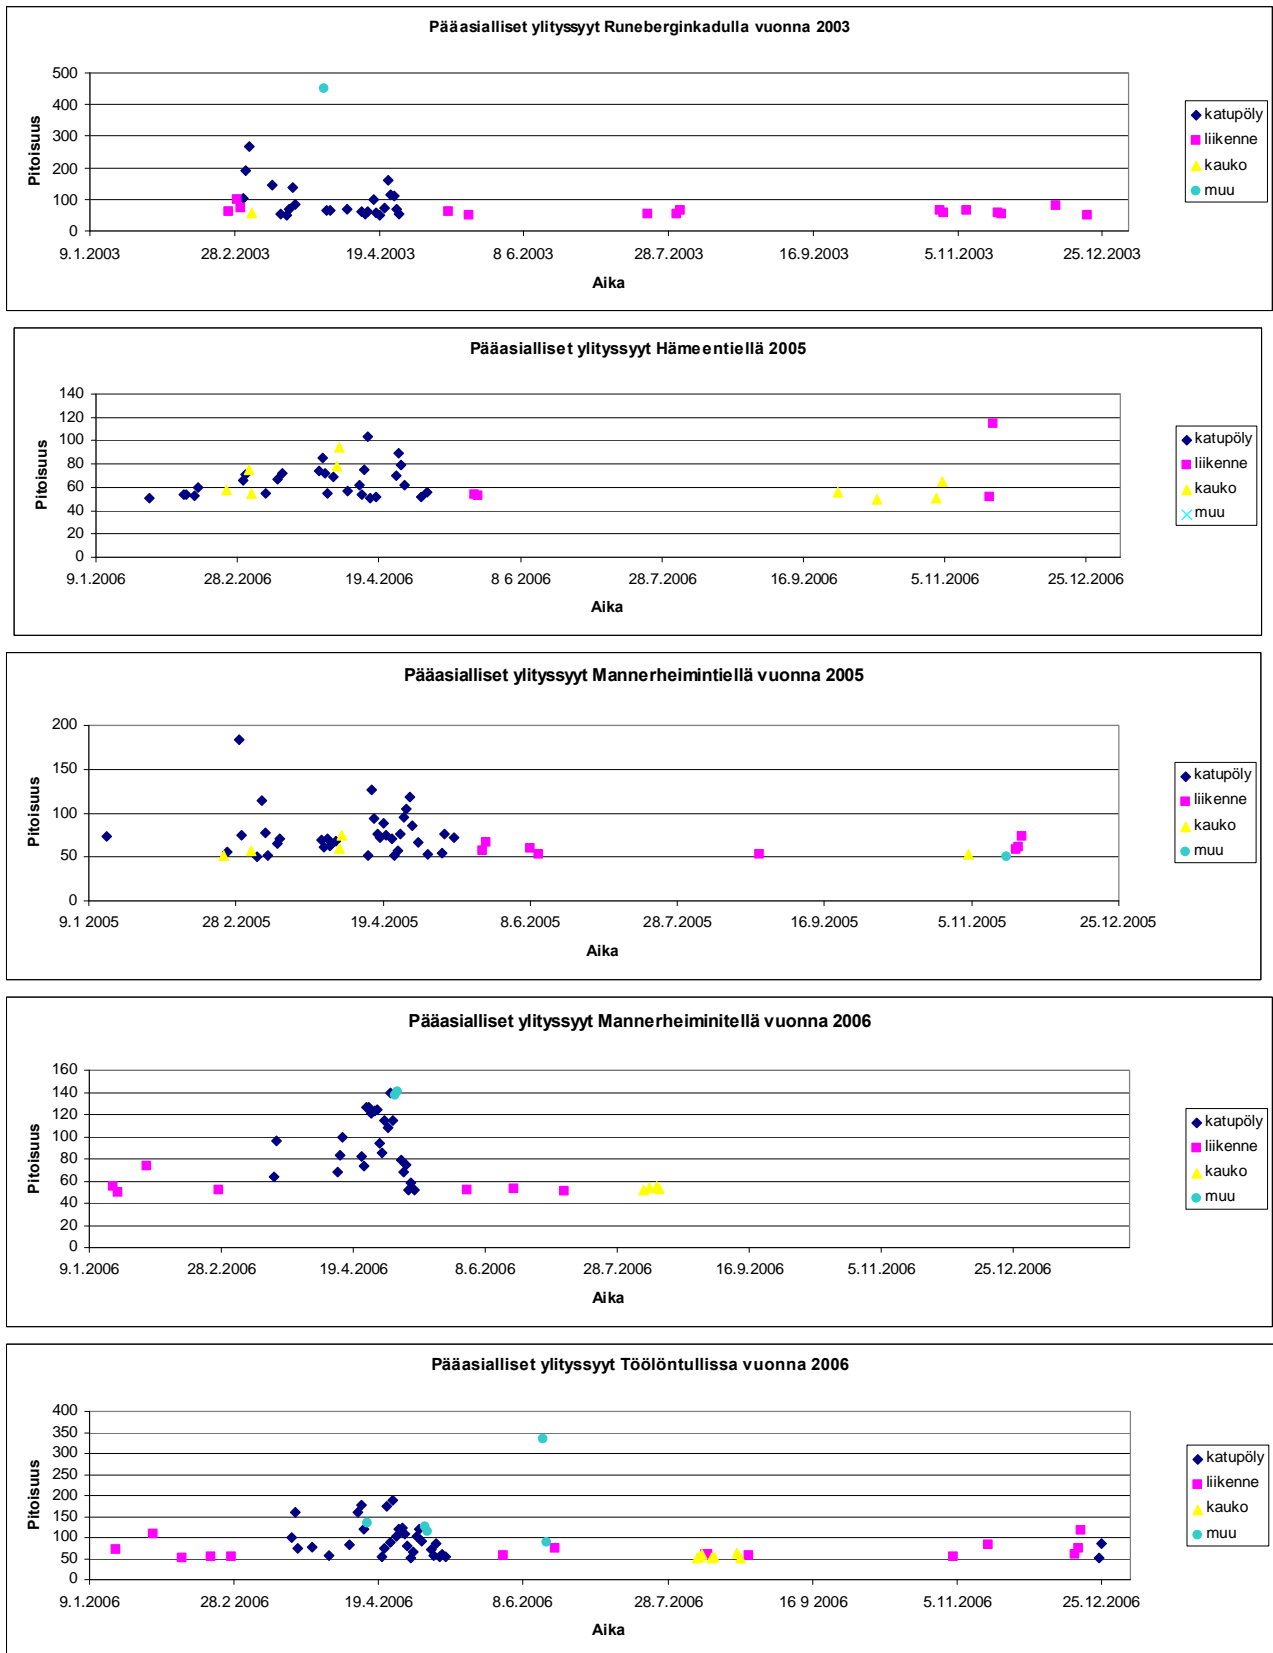 Pääasialliset ylityssyyt Runeberginkadulla vuonna 2003
500
400
300
200
100
0
Pitoisuus
9.1.2003 28.2.2003 19.4.2003 8 6.2003 28.7.2003 16.9.2003 5.11.2003 25.12.2003
Aika
katupöly
liikenne
kauko
muu
Pääasialliset ylityssyyt Hämeentiellä 2005
140
120
100
80
60
40
20
0
Pitoisuus
9.1.2006 28.2.2006 19.4.2006 8 6 2006 28.7.2006 16.9.2006 5.11.2006 25.12.2006
Aika
katupöly
liikenne
kauko
muu
Pääasialliset ylityssyyt Mannerheimintiellä vuonna 2005
200
150
100
50
0
Pitoisuus
9.1 2005 28 2.2005 19.4.2005 8.6.2005 28.7.2005 16.9.2005 5.11.2005 25.12.2005
Aika
katupöly
liikenne
kauko
muu
Pääasialliset ylityssyyt Mannerheiminitellä vuonna 2006
160
140
120
100
80
60
40
20
0
Pitoisuus
9.1.2006 28.2.2006 19.4.2006 8.6.2006 28.7.2006 16.9.2006 5.11.2006 25.12.2006
Aika
katupöly
liikenne
kauko
muu
Pääasialliset ylityssyyt Töölöntullissa vuonna 2006
400
350
300
250
200
150
100
50
0
Pitoisuus
9.1.2006 28.2 2006 19.4.2006 8.6.2006 28.7.2006 16 9 2006 5.11.2006 25.12.2006
Aika
katupöly
liikenne
kauko
muu